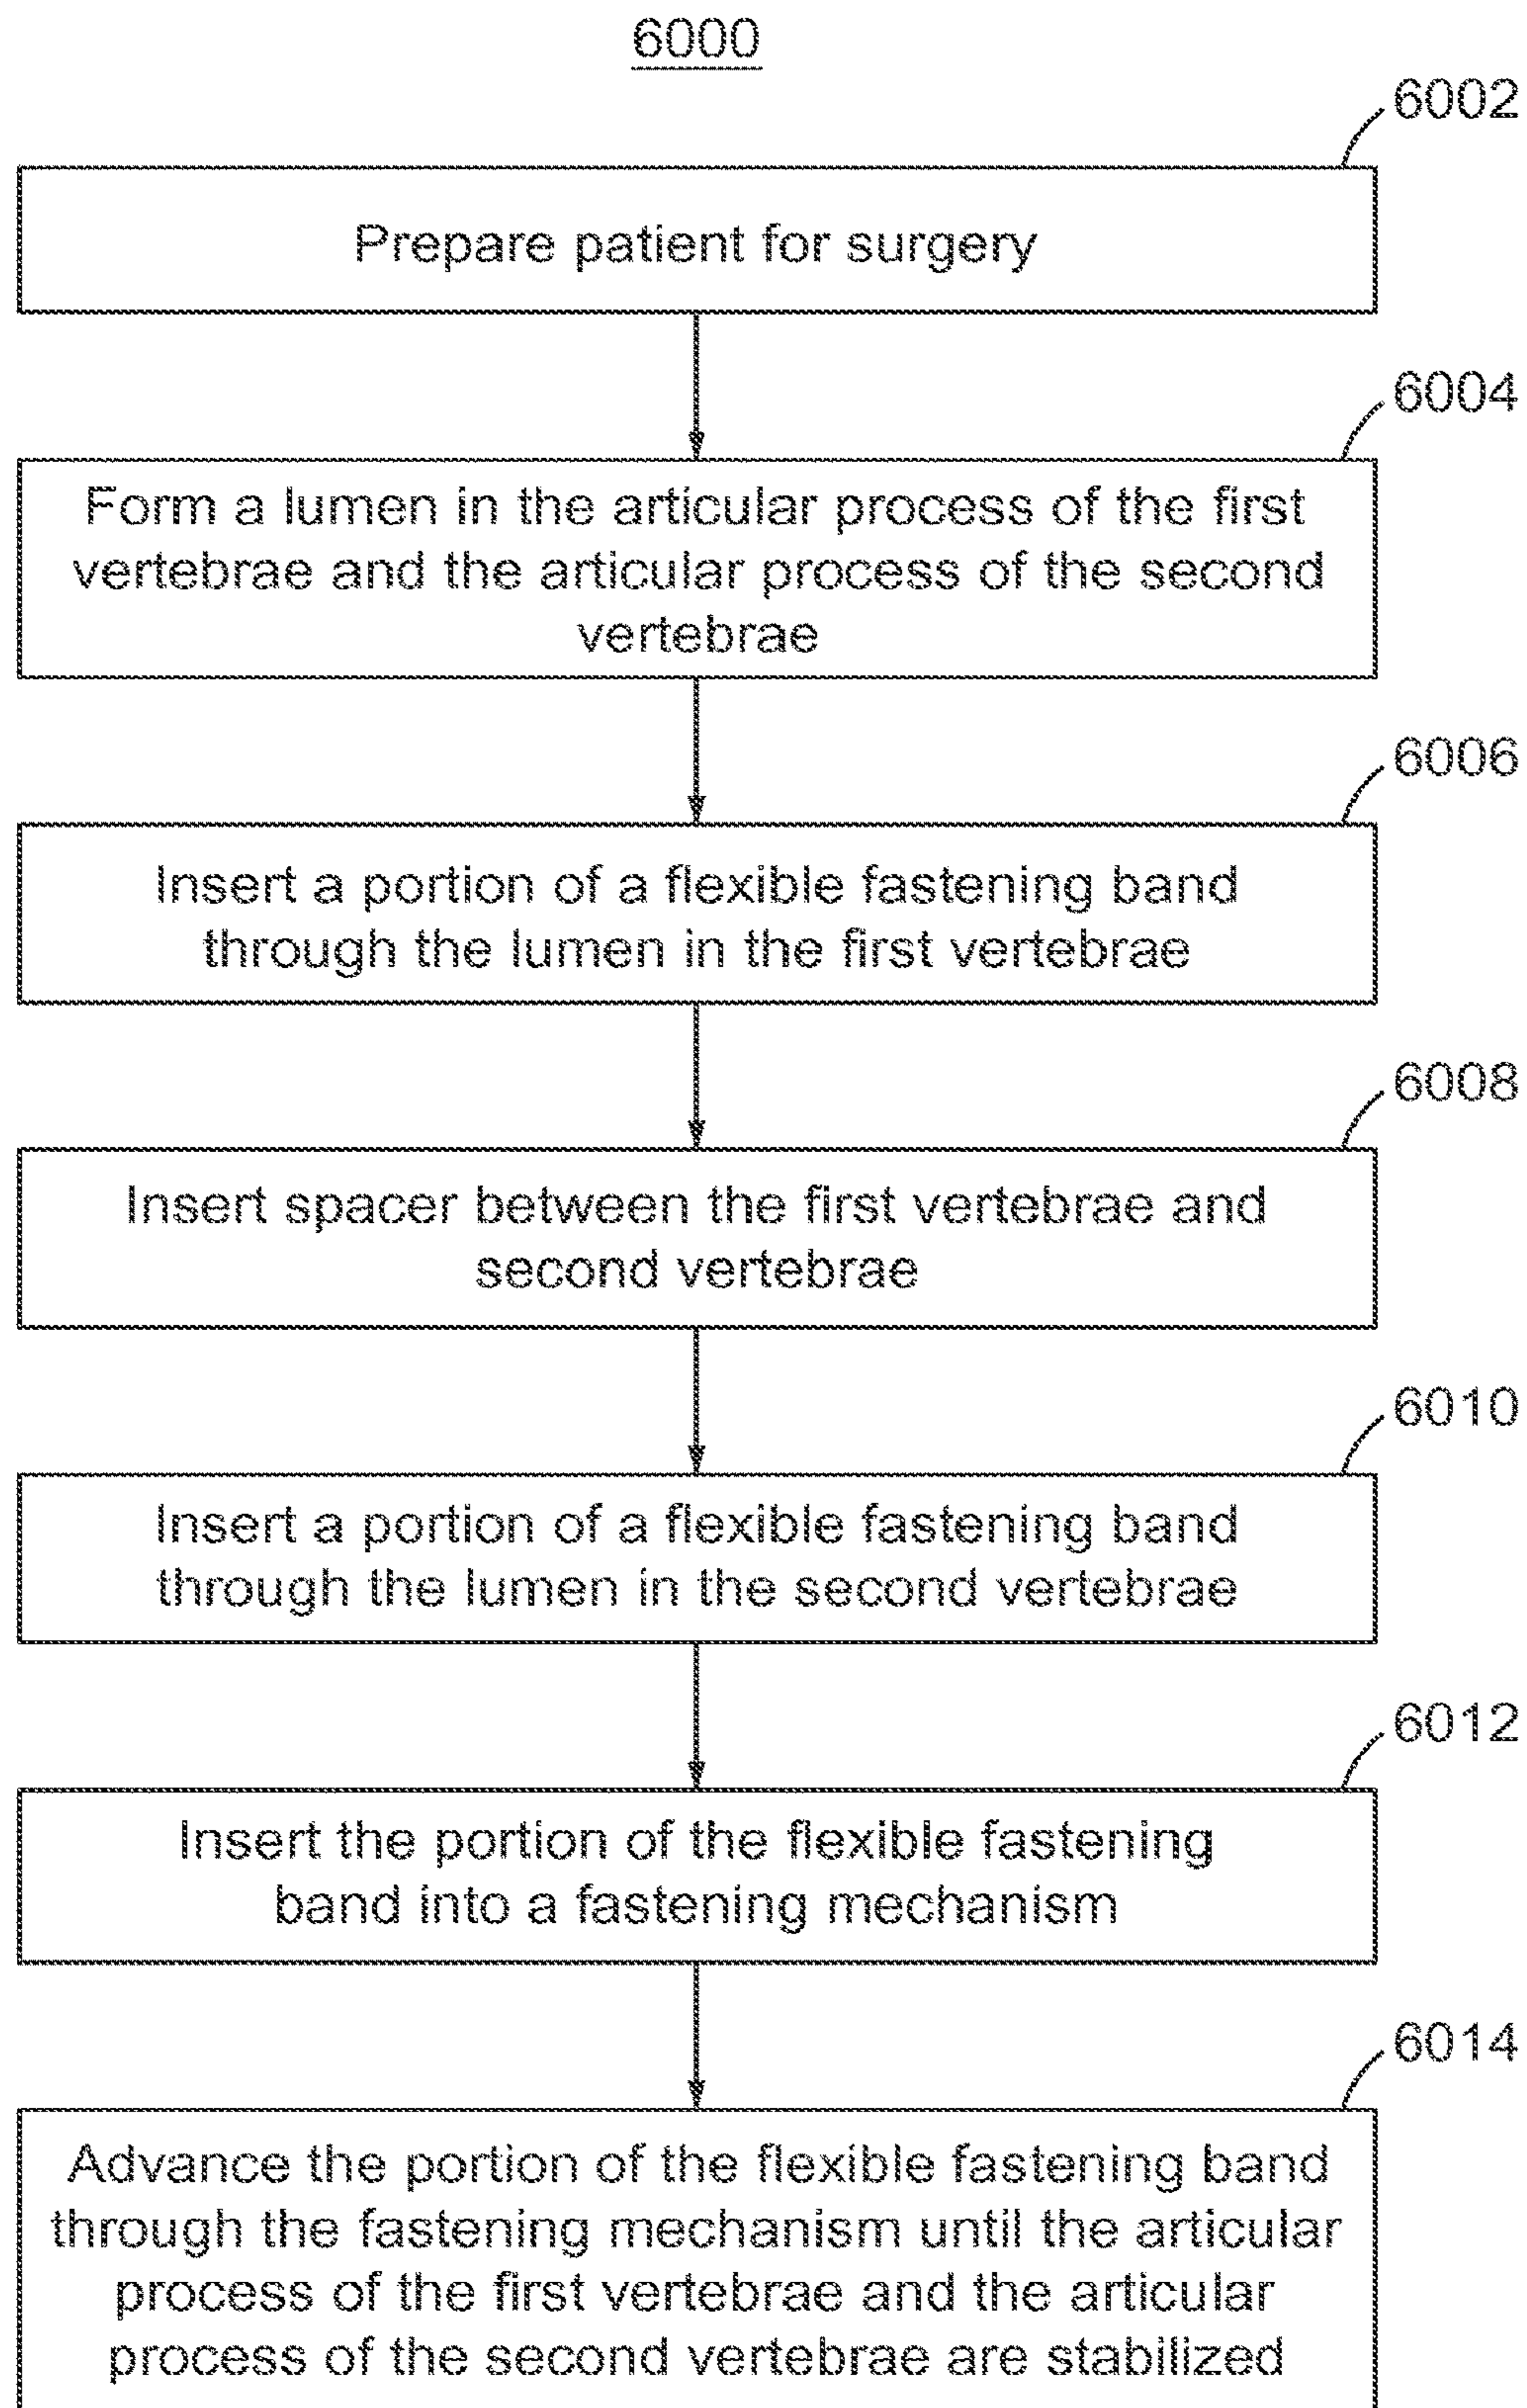 6000
6002
Prepare patient for surgery
6004
Form a lumen in the articular process of the first
vertebrae and the articular process of the second
vertebrae
6006
Insert a portion of a flexible fastening band
through the lumen in the first vertebrae
6008
Insert spacer between the first vertebrae and
second vertebrae
6010
Insert a portion of a flexible fastening band
through the lumen in the second vertebrae
6012
Insert the portion of the flexible fastening
band into a fastening mechanism
6014
Advance the portion of the flexible fastening band
through the fastening mechanism until the articular
process of the first vertebrae and the articular
process of the second vertebrae are stabilized